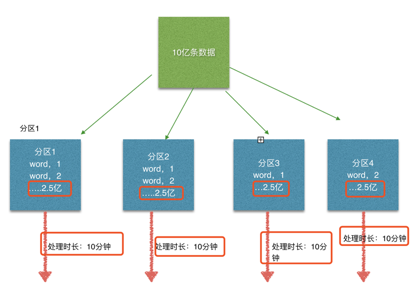 10亿条数据
分区1
分区1
word，1
word，2
.....2.5亿
分区2
word，1
word，2
.....2.5亿
分区3
word，1
...2.5亿
分区4
word，2
...2.5亿
处理时长：10分钟
处理时长：10分钟
处理时长：10分
钟
处理时长：10分钟